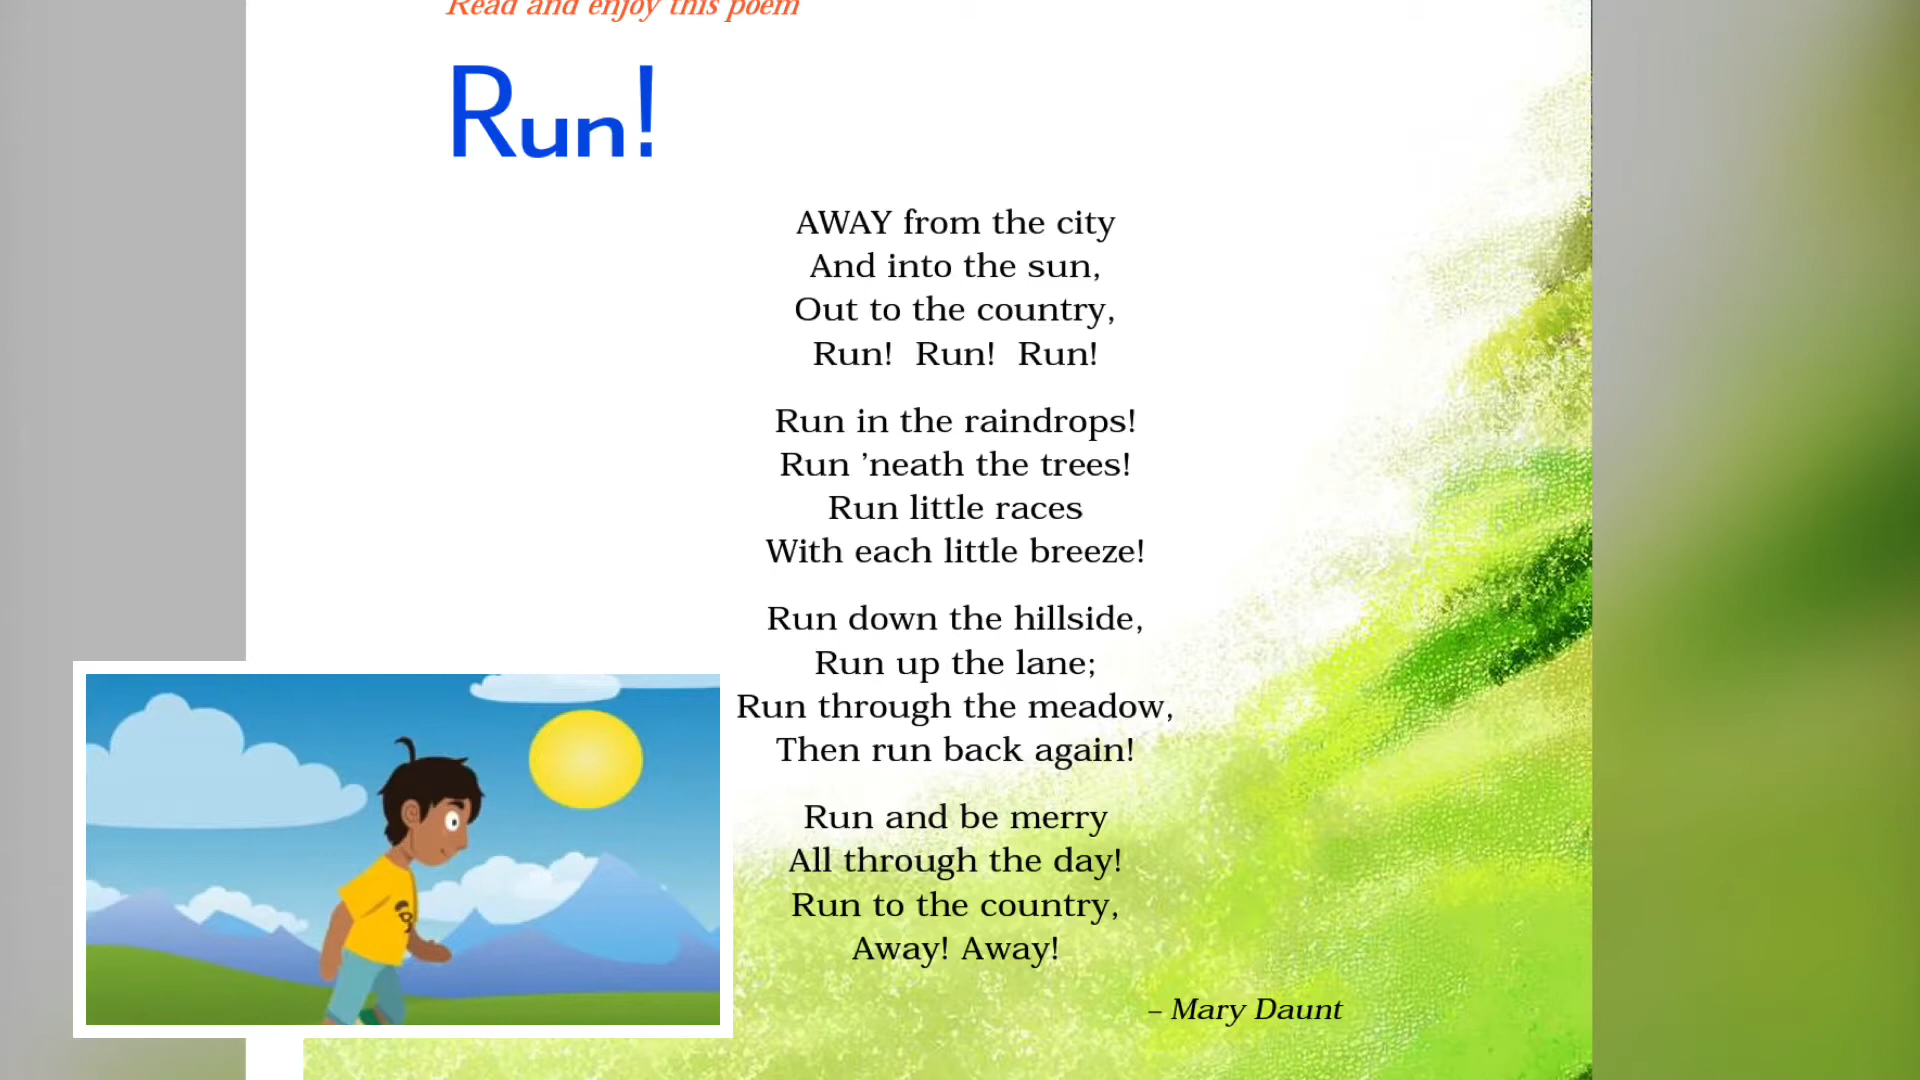 Read and enjoy this poem
Run!
AWAY from the city
And into the sun,
Out to the country,
Run! Run! Run!
Run in the raindrops!
Run ’neath the trees!
Run little races
With each little breeze!
Run down the hillside,
Run up the lane;
Run through the meadow,
Then run back again!
Run and be merry
All through the day!
Run to the country,
Away! Away!
– Mary Daunt